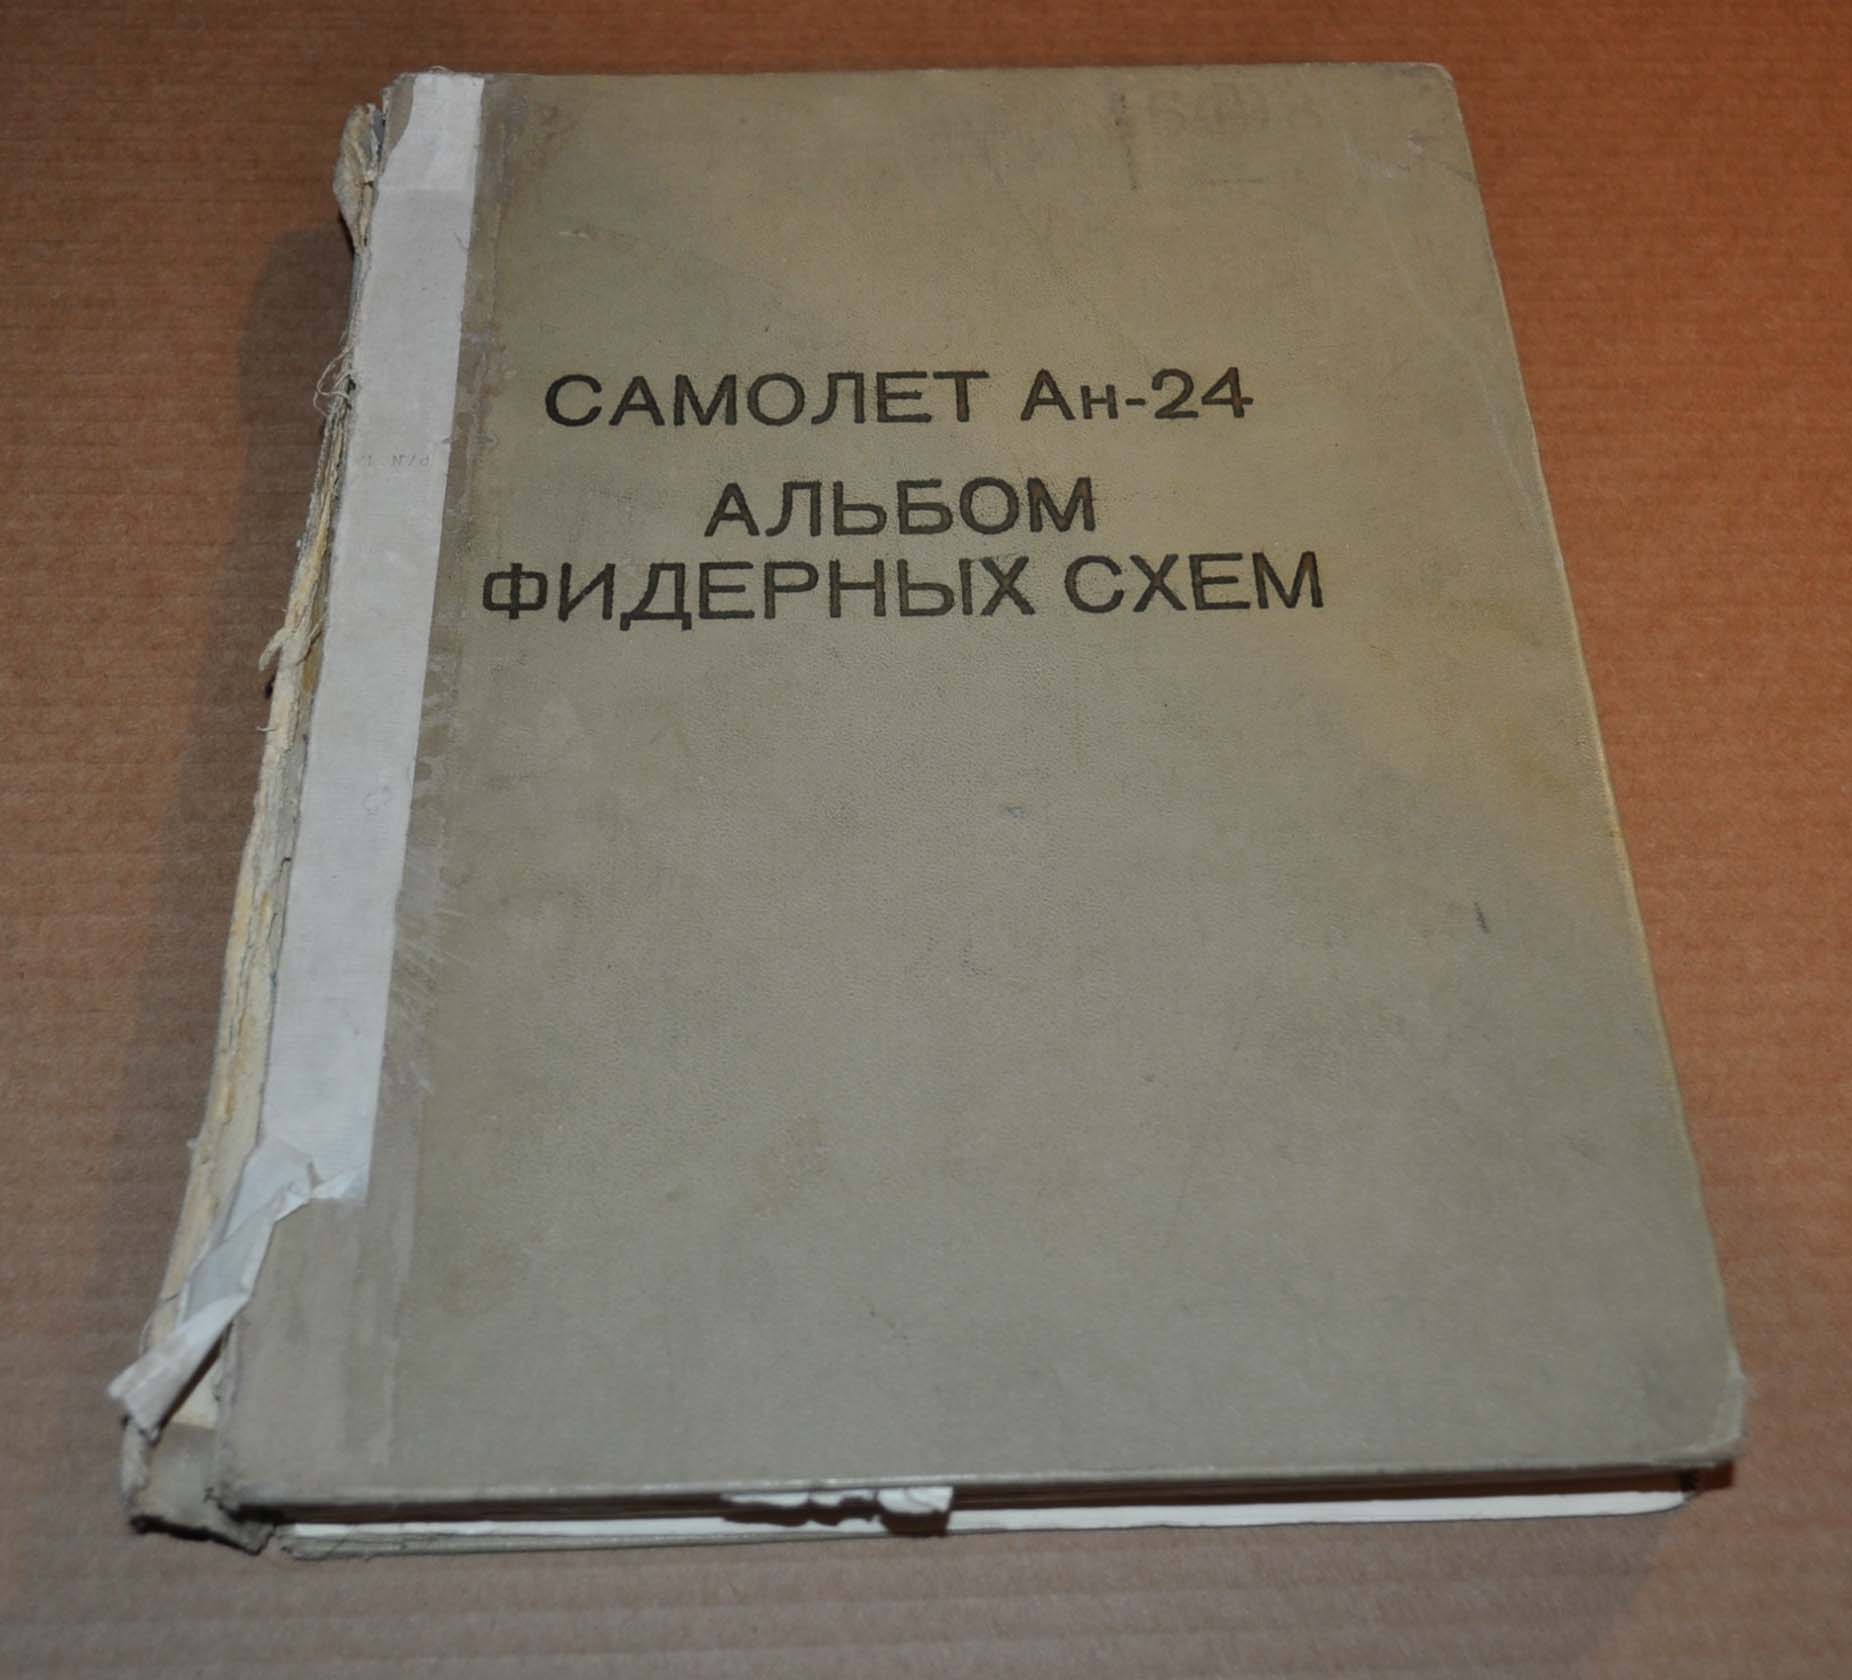 САМОЛЕТ Ан-24
АЛЬБОМ
ФИДЕРНЫХ СХЕМ